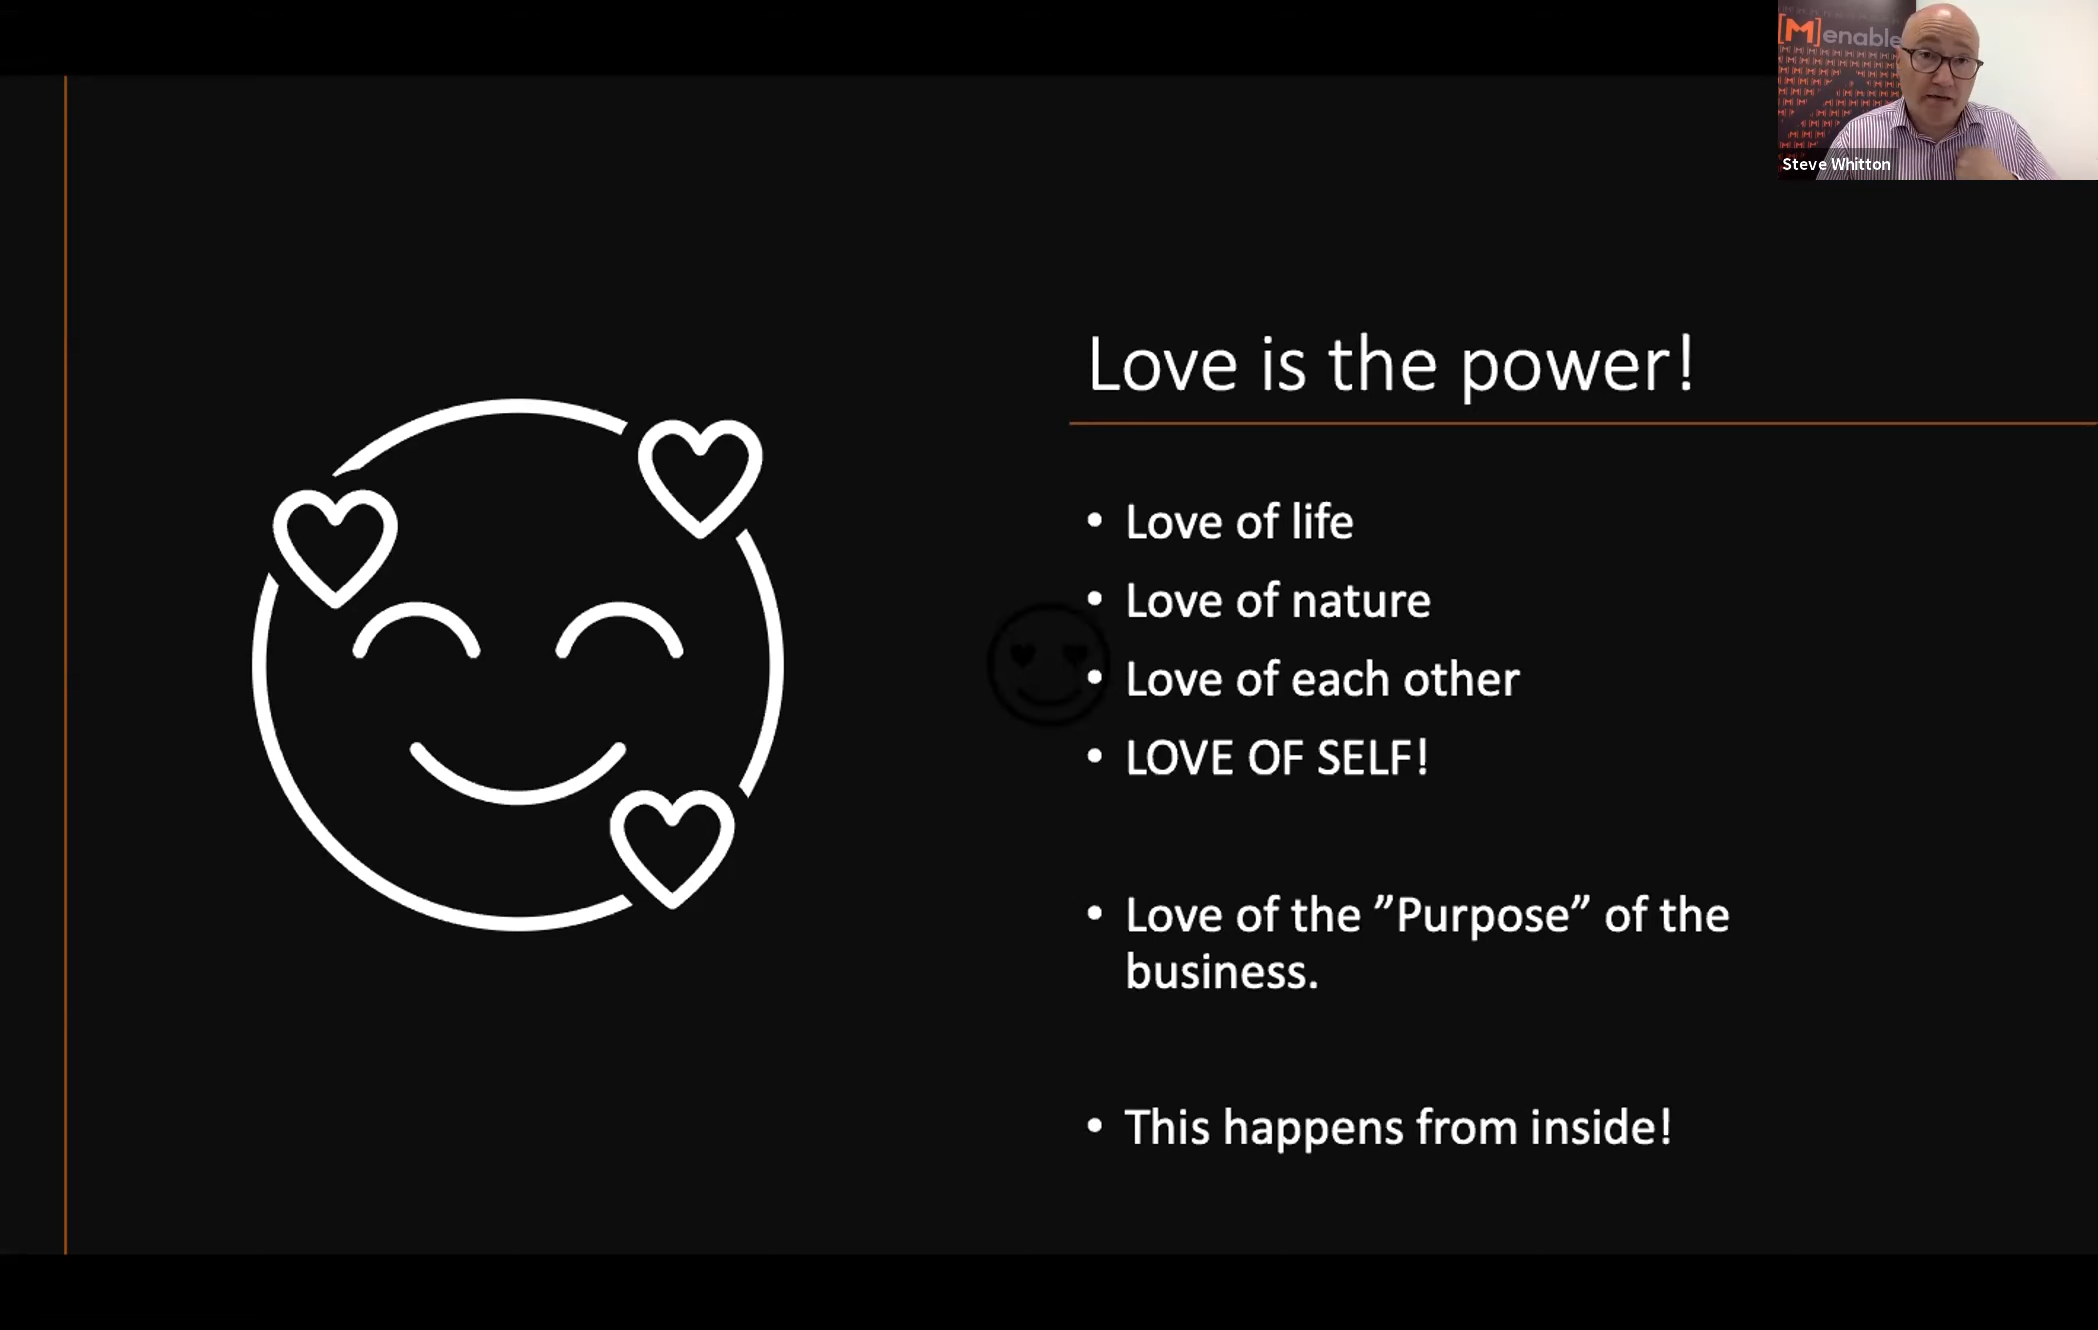 [M]enable
Steve Whitton
Love is the power!
• Love of life
• Love of nature
• Love of each other
• LOVE OF SELF!
• Love of the ”Purpose” of the
business.
• This happens from inside!